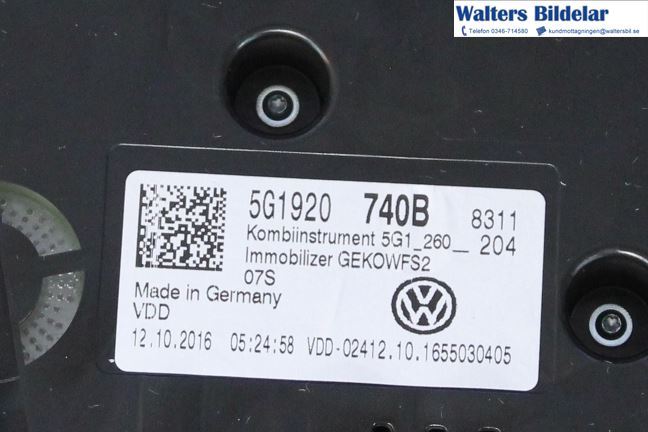 Walters Bildelar
Telefon 0346-714580 kundmottagningen@waltersbil.se
5G1920 740B 8311
Kombiinstrument 5G1_260__ 204
Immobilizer GEKOWFS2
07S
Made in Germany
VDD
12.10.2016 05:24:58 VDD-02412.10.1655030405